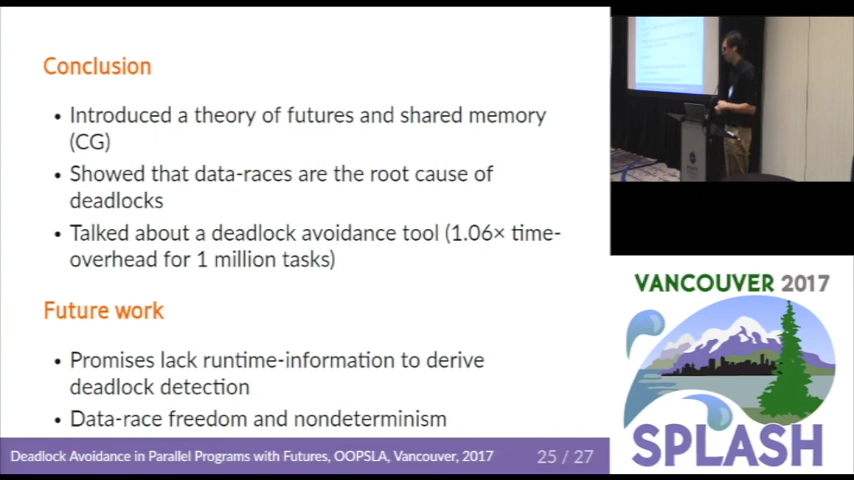 Conclusion
• Introduced a theory of futures and shared memory
(CG)
• Showed that data-races are the root cause of
deadlocks
• Talked about a deadlock avoidance tool (1.06× time-
overhead for 1 million tasks)
Future work
• Promises lack runtime-information to derive
deadlock detection
• Data-race freedom and nondeterminism
Deadlock Avoidance in Parallel Programs with Futures, OOPSLA, Vancouver, 2017 25 / 27
VANCOUVER 2017
SPLASH